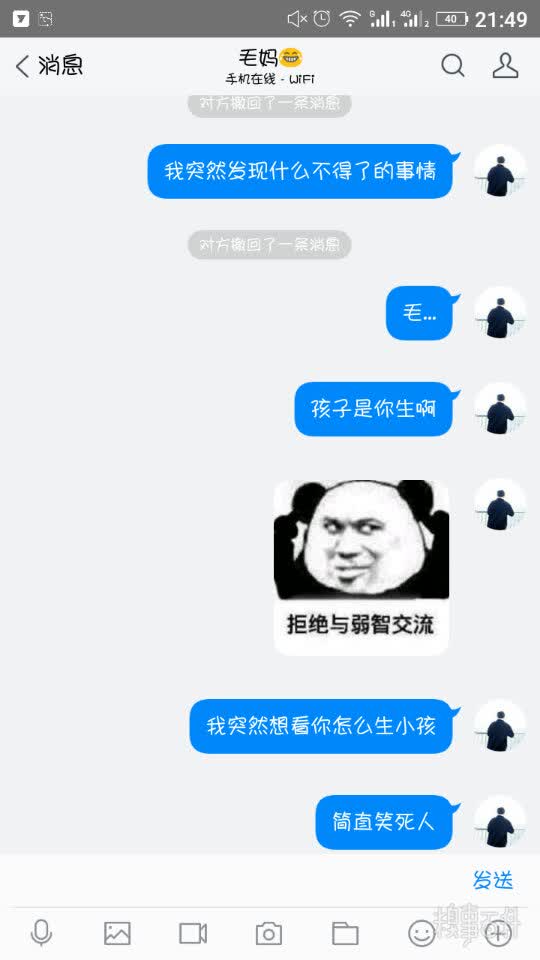 G 1 4G 2 40 21:49
消息
毛妈😂
手机在线 - WiFi
对方撤回了一条消息
我突然发现什么不得了的事情
对方撤回了一条消息
毛...
孩子是你生啊
拒绝与弱智交流
我突然想看你怎么生小孩
简直笑死人
发送